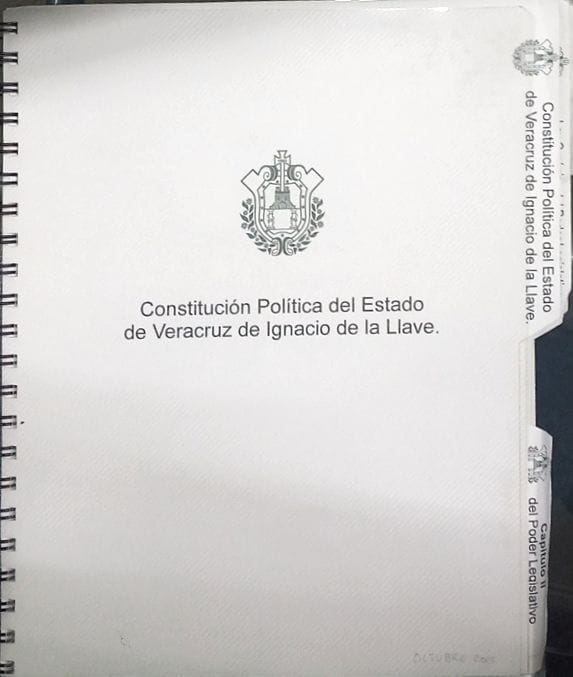 Constitución Política del Estado
de Veracruz de Ignacio de la Llave.
Constitución Política del Estado
de Veracruz de Ignacio de la Llave.
Capítulo II
del Poder Legislativo
OCTUBRE